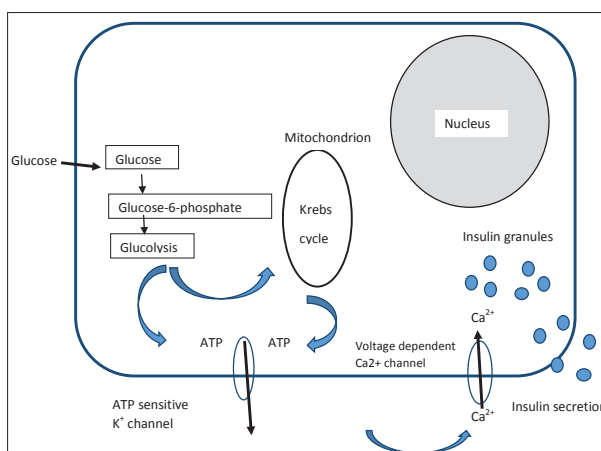 Glucose
Glucose
Glucose-6-phosphate
Glucolysis
Mitochondrion
Krebs
cycle
Nucleus
Insulin granules
ATP
ATP
Voltage dependent
Ca2+ channel
Ca²⁺
Ca²⁺
ATP sensitive
K⁺ channel
Insulin secretion